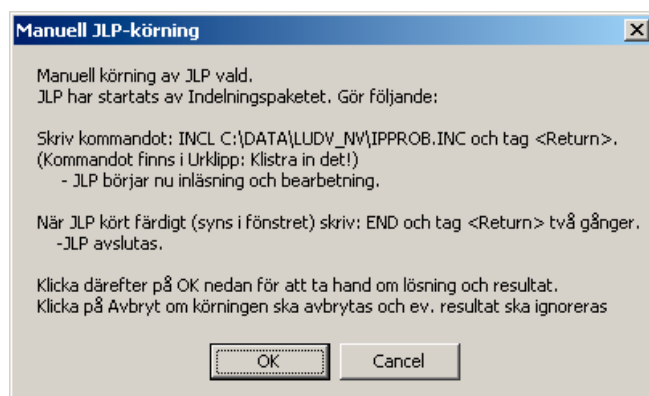 Manuell JLP-körning
Manuell körning av JLP vald.
JLP har startats av Indelningspaketet. Gör följande:
Skriv kommandot: INCL C:\DATA\LUDV_NV\IPPROB.INC och tag <Return>.
(Kommandot finns i Urklipp: Klistra in det!)
- JLP börjar nu inläsning och bearbetning.
När JLP kört färdigt (syns i fönstret) skriv: END och tag <Return> två gånger.
-JLP avslutas.
Klicka därefter på OK nedan för att ta hand om lösning och resultat.
Klicka på Avbryt om körningen ska avbrytas och ev. resultat ska ignoreras
OK
Cancel